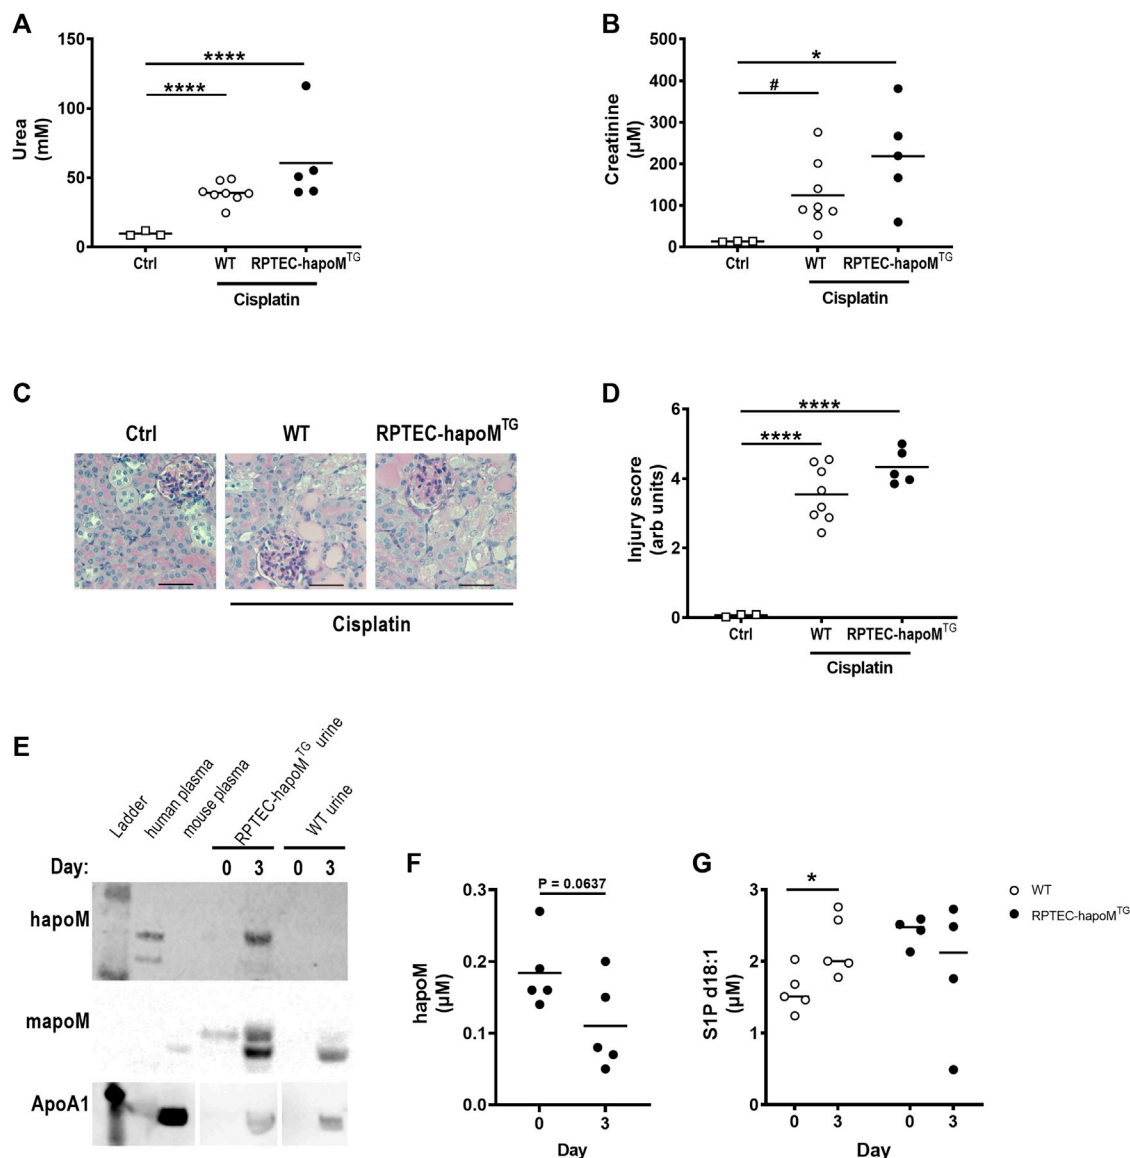 A
Urea
(mM)
150
100
50
0
****
****
Ctrl
WT
RPTEC-hapoMTG
Cisplatin
B
Creatinine
(µM)
500
400
300
200
100
0
*
#
Ctrl
WT
RPTEC-hapoMTG
Cisplatin
C
Ctrl
WT
RPTEC-hapoMTG
Cisplatin
D
Injury score
(arb units)
6
4
2
0
****
****
Ctrl
WT
RPTEC-hapoMTG
Cisplatin
E
Ladder
human plasma
mouse plasma
RPTEC-hapoMTG urine
WT urine
Day: 0 3 0 3
hapoM
mapoM
ApoA1
F
hapoM
(µM)
0.3
0.2
0.1
0.0
P = 0.0637
0 3
Day
G
S1P d18:1
(µM)
3
2
1
0
*
0 3 0 3
Day
WT
RPTEC-hapoMTG